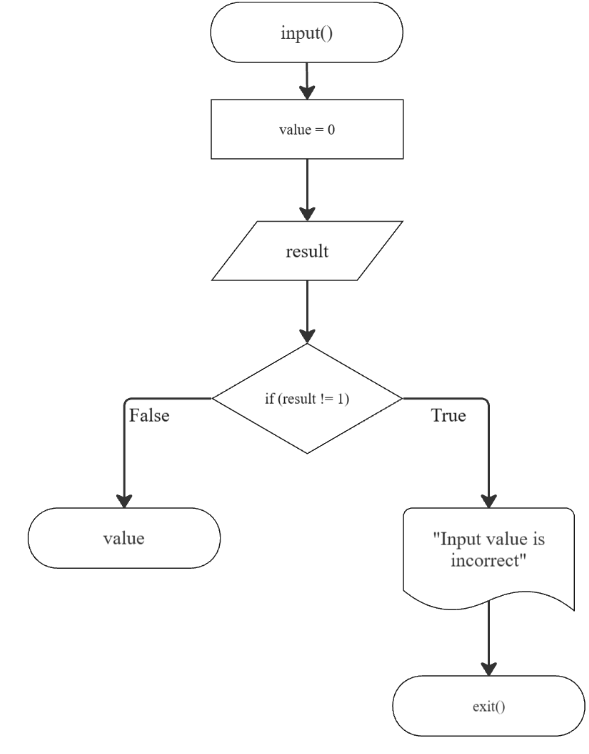 input()
value = 0
result
if (result != 1)
False
True
value
"Input value is
incorrect"
exit()